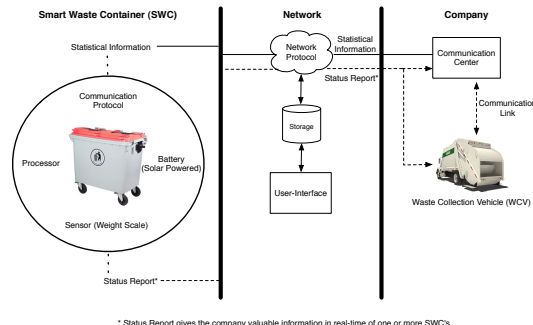 Smart Waste Container (SWC)
Network
Company
Statistical Information
Network
Protocol
Statistical
Information
Communication
Center
Status Report*
Communication
Protocol
Communication
Link
Storage
Processor
Battery
(Solar Powered)
User-Interface
Waste Collection Vehicle (WCV)
Sensor (Weight Scale)
Status Report*
* Status Report gives the company valuable information in real-time of one or more SWC's